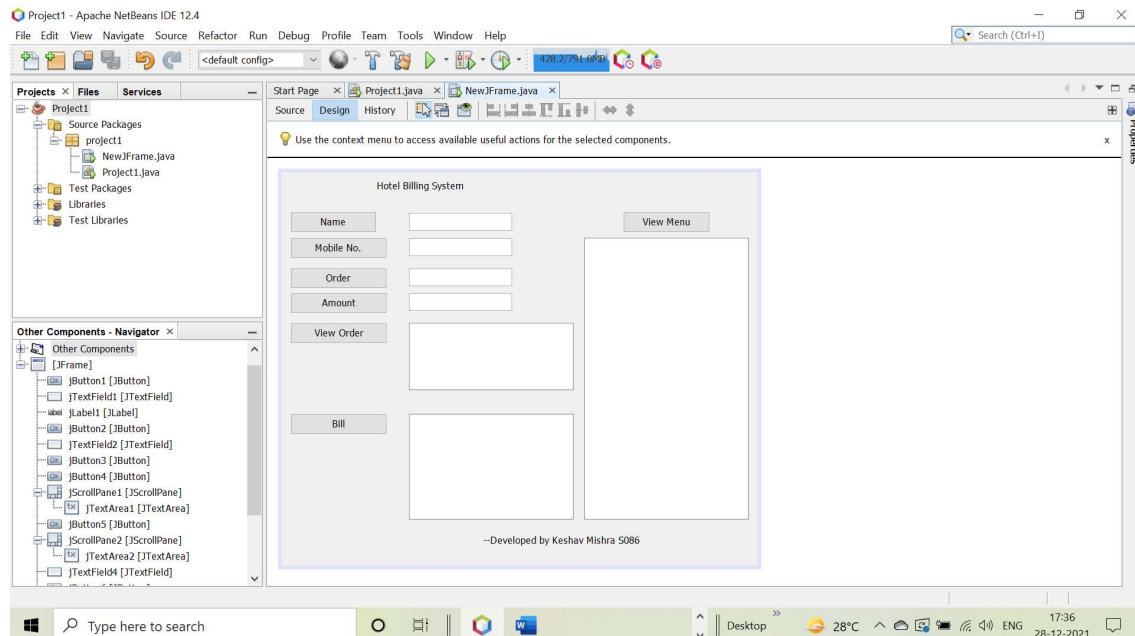 Project1 - Apache NetBeans IDE 12.4
File Edit View Navigate Source Refactor Run Debug Profile Team Tools Window Help
Search (Ctrl+I)
<default config>
428.2/791.0MB
Projects Files Services
Project1
Source Packages
project1
NewJFrame.java
Project1.java
Test Packages
Libraries
Test Libraries
Other Components - Navigator
Other Components
[JFrame]
jButton1 [JButton]
jTextField1 [JTextField]
label jLabel1 [JLabel]
jButton2 [JButton]
jTextField2 [JTextField]
jButton3 [JButton]
jButton4 [JButton]
jScrollPane1 [JScrollPane]
jTextArea1 [JTextArea]
jButton5 [JButton]
jScrollPane2 [JScrollPane]
jTextArea2 [JTextArea]
jTextField4 [JTextField]
Start Page Project1.java NewJFrame.java
Source Design History
Use the context menu to access available useful actions for the selected components.
x
Properties
Hotel Billing System
Name
View Menu
Mobile No.
Order
Amount
View Order
Bill
--Developed by Keshav Mishra S086
Type here to search
Desktop
28°C
ENG
17:36
28-12-2021